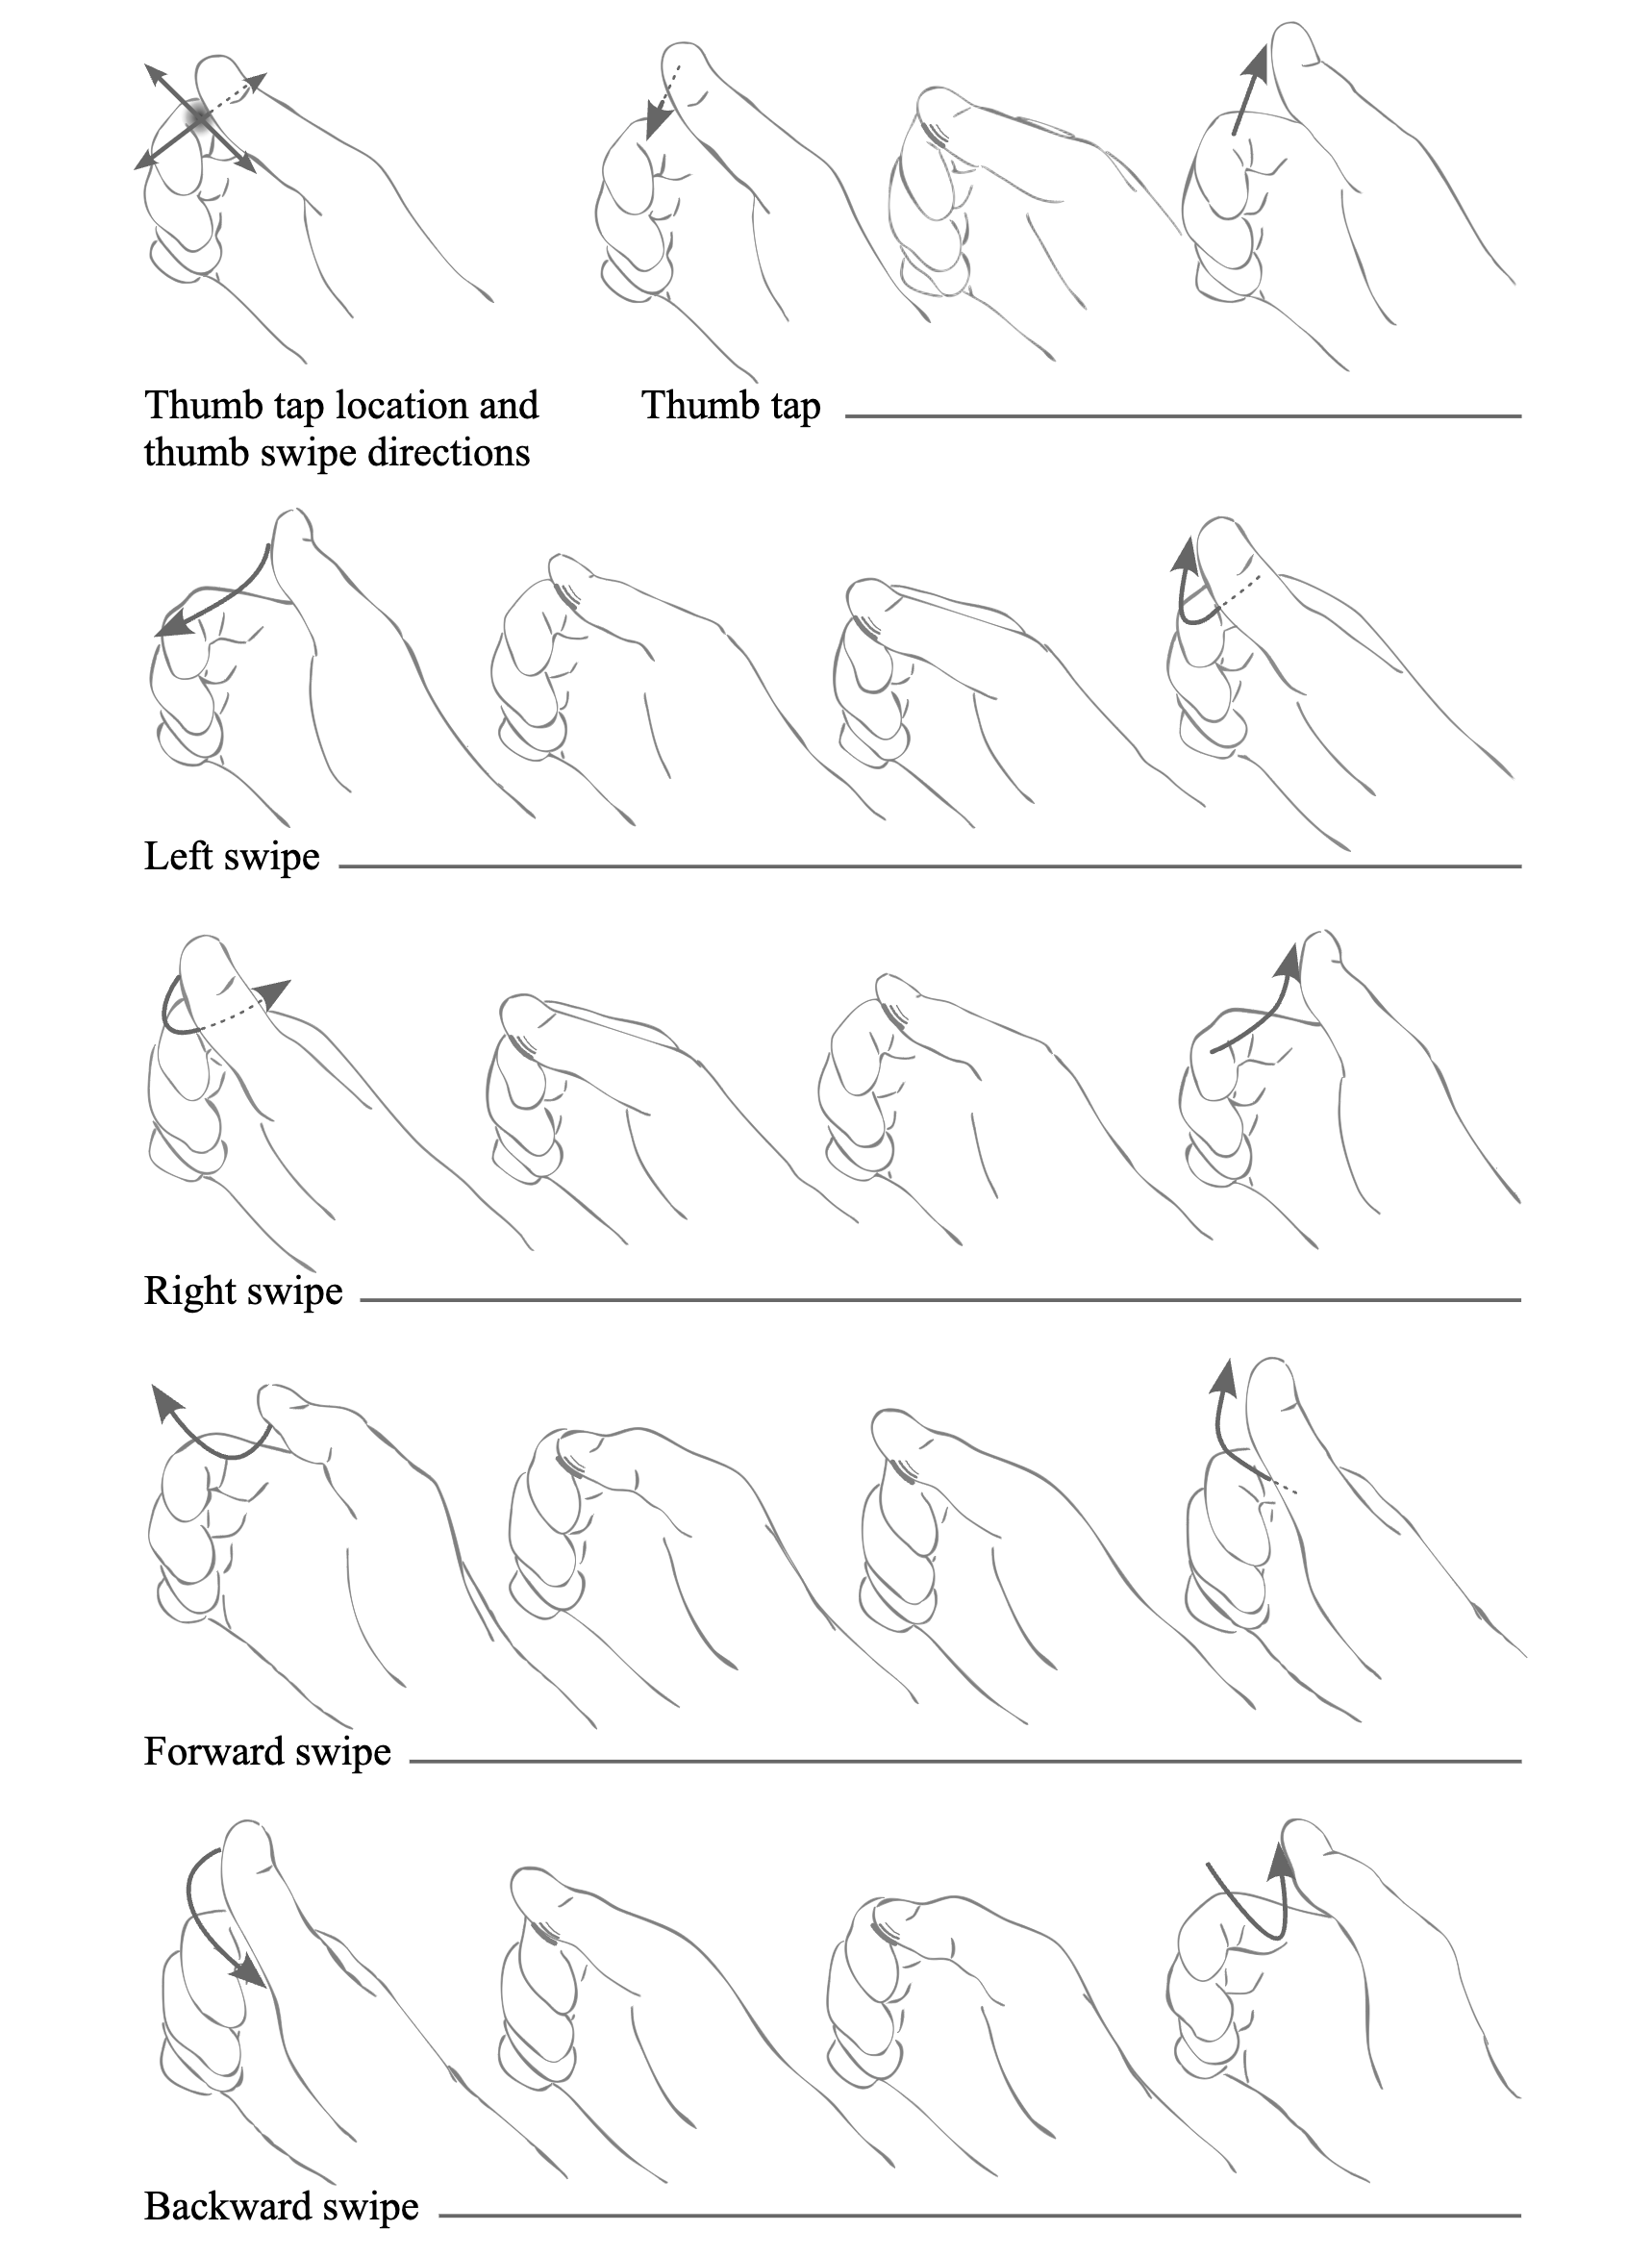 Thumb tap location and
thumb swipe directions
Thumb tap
Left swipe
Right swipe
Forward swipe
Backward swipe